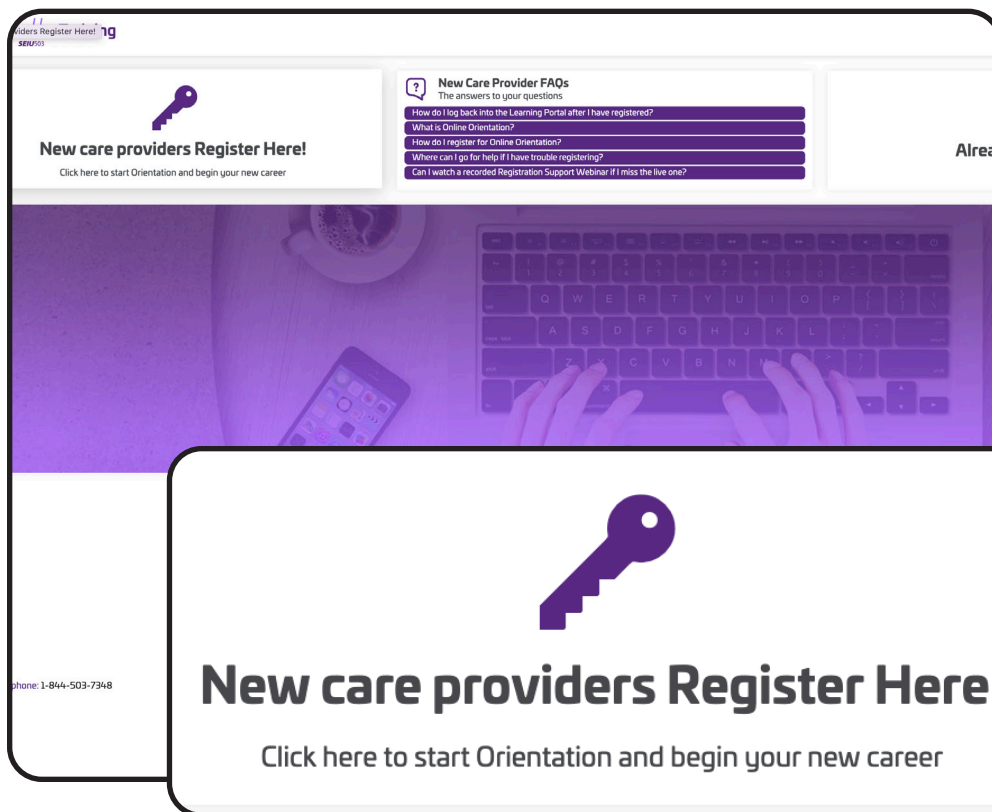 viders Register Here!
ng
SEIU503
New care providers Register Here!
Click here to start Orientation and begin your new career
New Care Provider FAQs
The answers to your questions
How do I log back into the Learning Portal after I have registered?
What is Online Orientation?
How do I register for Online Orientation?
Where can I go for help if I have trouble registering?
Can I watch a recorded Registration Support Webinar if I miss the live one?
Alrea
Q W E R T Y U I O P
A S D F G H J K L
Z X C V B N M
phone: 1-844-503-7348
New care providers Register Here
Click here to start Orientation and begin your new career